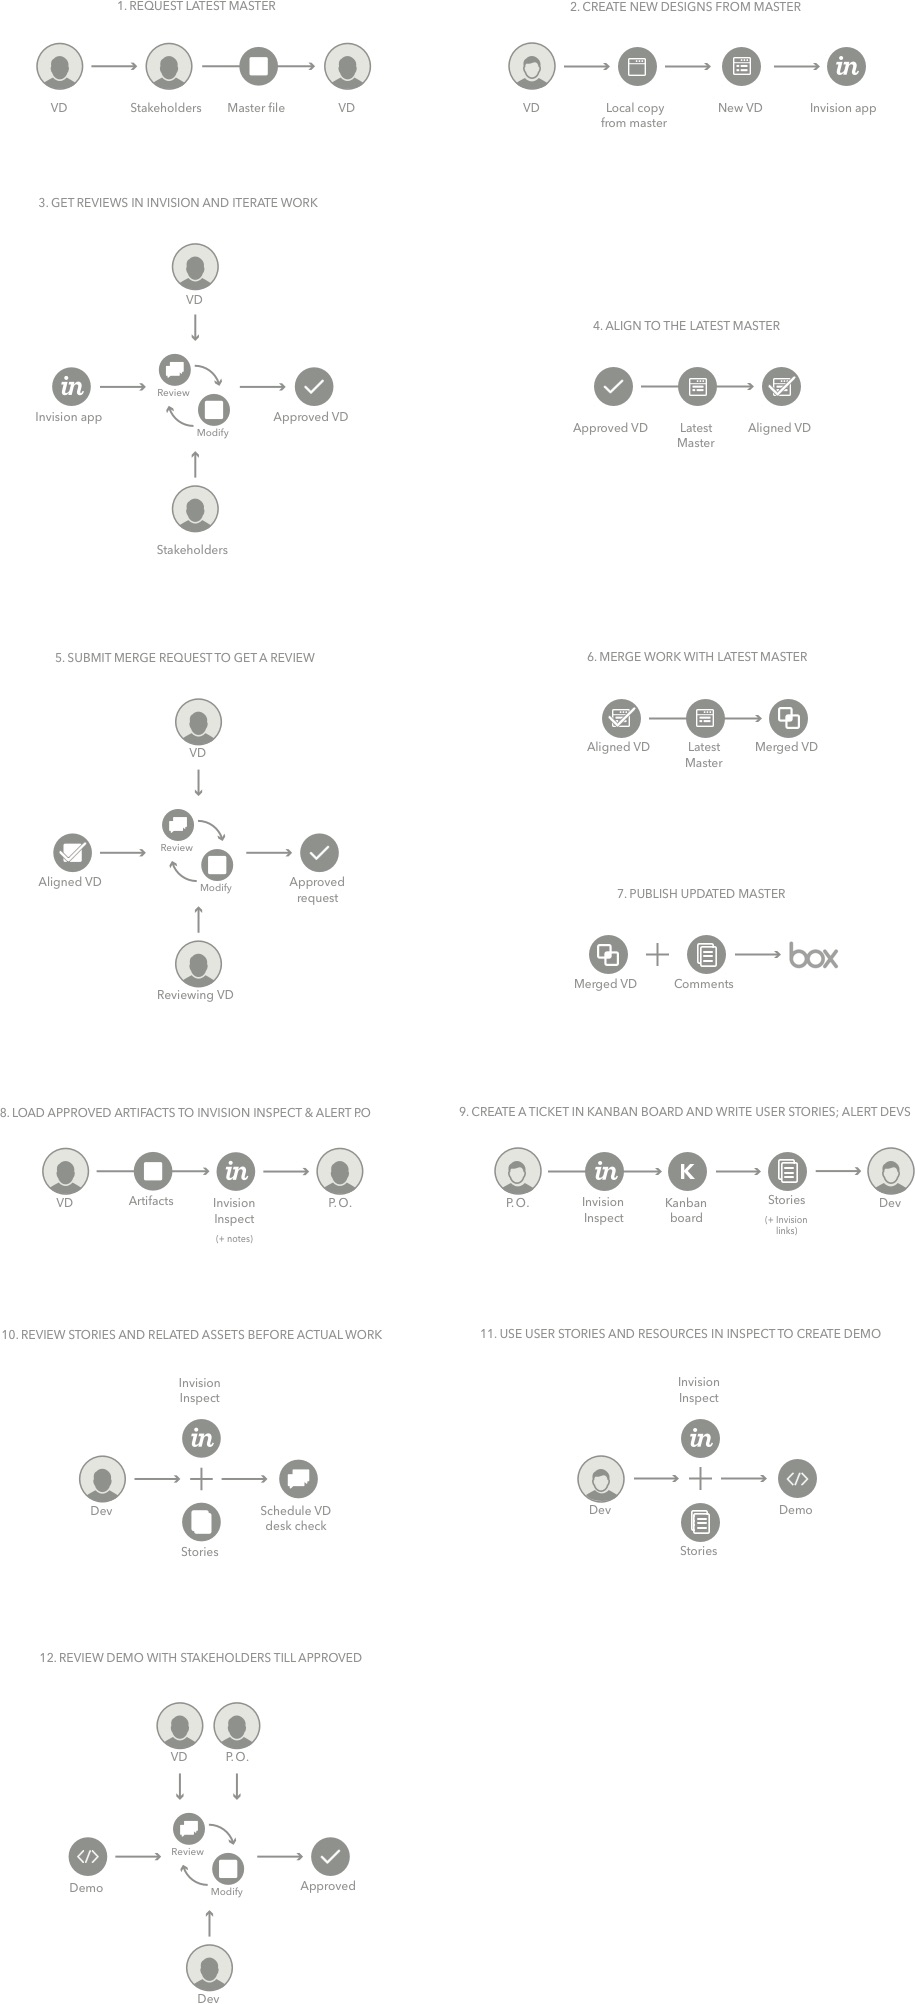 1. REQUEST LATEST MASTER
VD
Stakeholders
Master file
VD
2. CREATE NEW DESIGNS FROM MASTER
in
VD
Local copy
from master
New VD
Invision app
3. GET REVIEWS IN INVISION AND ITERATE WORK
VD
in
Review
Modify
Invision app
Approved VD
Stakeholders
4. ALIGN TO THE LATEST MASTER
Approved VD
Latest
Master
Aligned VD
5. SUBMIT MERGE REQUEST TO GET A REVIEW
VD
Review
Modify
Aligned VD
Approved
request
Reviewing VD
6. MERGE WORK WITH LATEST MASTER
Aligned VD
Latest
Master
Merged VD
7. PUBLISH UPDATED MASTER
box
Merged VD
Comments
8. LOAD APPROVED ARTIFACTS TO INVISION INSPECT & ALERT P.O
in
VD
Artifacts
Invision
Inspect
(+ notes)
P.O.
9. CREATE A TICKET IN KANBAN BOARD AND WRITE USER STORIES; ALERT DEVS
in
K
P.O.
Invision
Inspect
Kanban
board
Stories
(+ Invision
links)
Dev
10. REVIEW STORIES AND RELATED ASSETS BEFORE ACTUAL WORK
Invision
Inspect
in
Dev
Schedule VD
desk check
Stories
11. USE USER STORIES AND RESOURCES IN INSPECT TO CREATE DEMO
Invision
Inspect
in
</>
Dev
Demo
Stories
12. REVIEW DEMO WITH STAKEHOLDERS TILL APPROVED
VD
P.O.
</>
Review
Modify
Demo
Approved
Dev